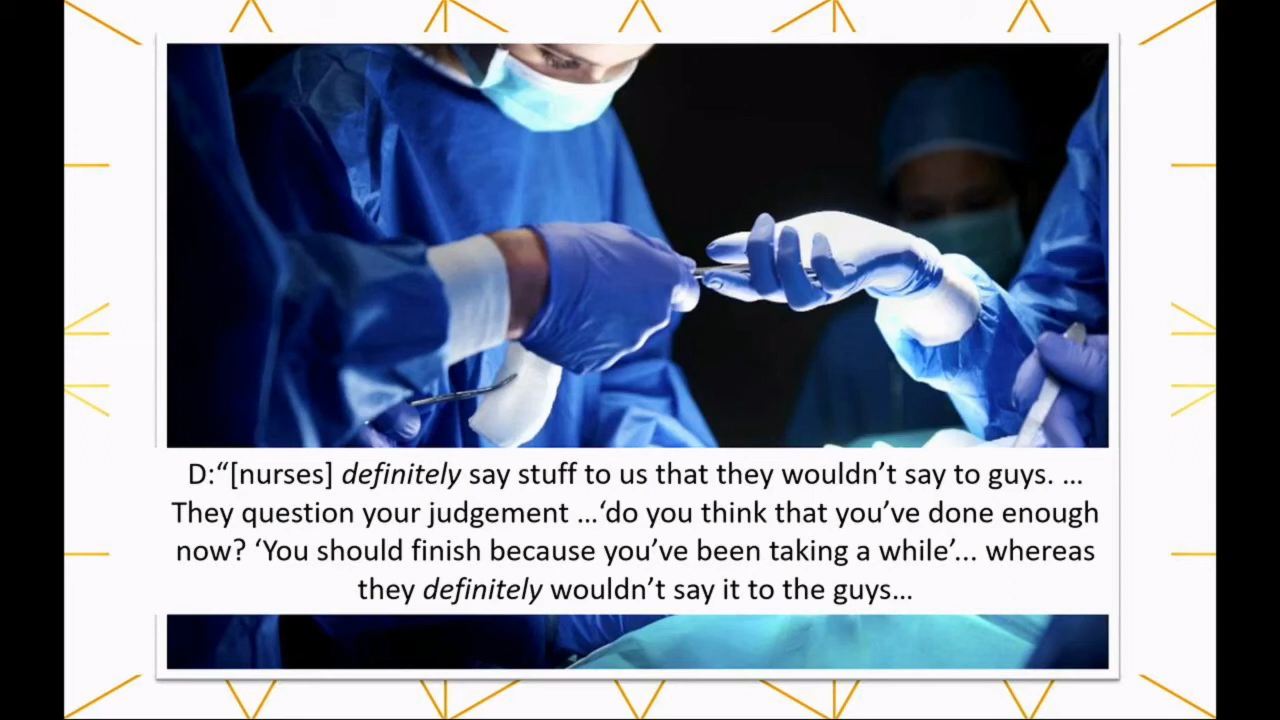 D:“[nurses] definitely say stuff to us that they wouldn’t say to guys. ...
They question your judgement ...‘do you think that you’ve done enough
now? ‘You should finish because you’ve been taking a while’... whereas
they definitely wouldn’t say it to the guys...